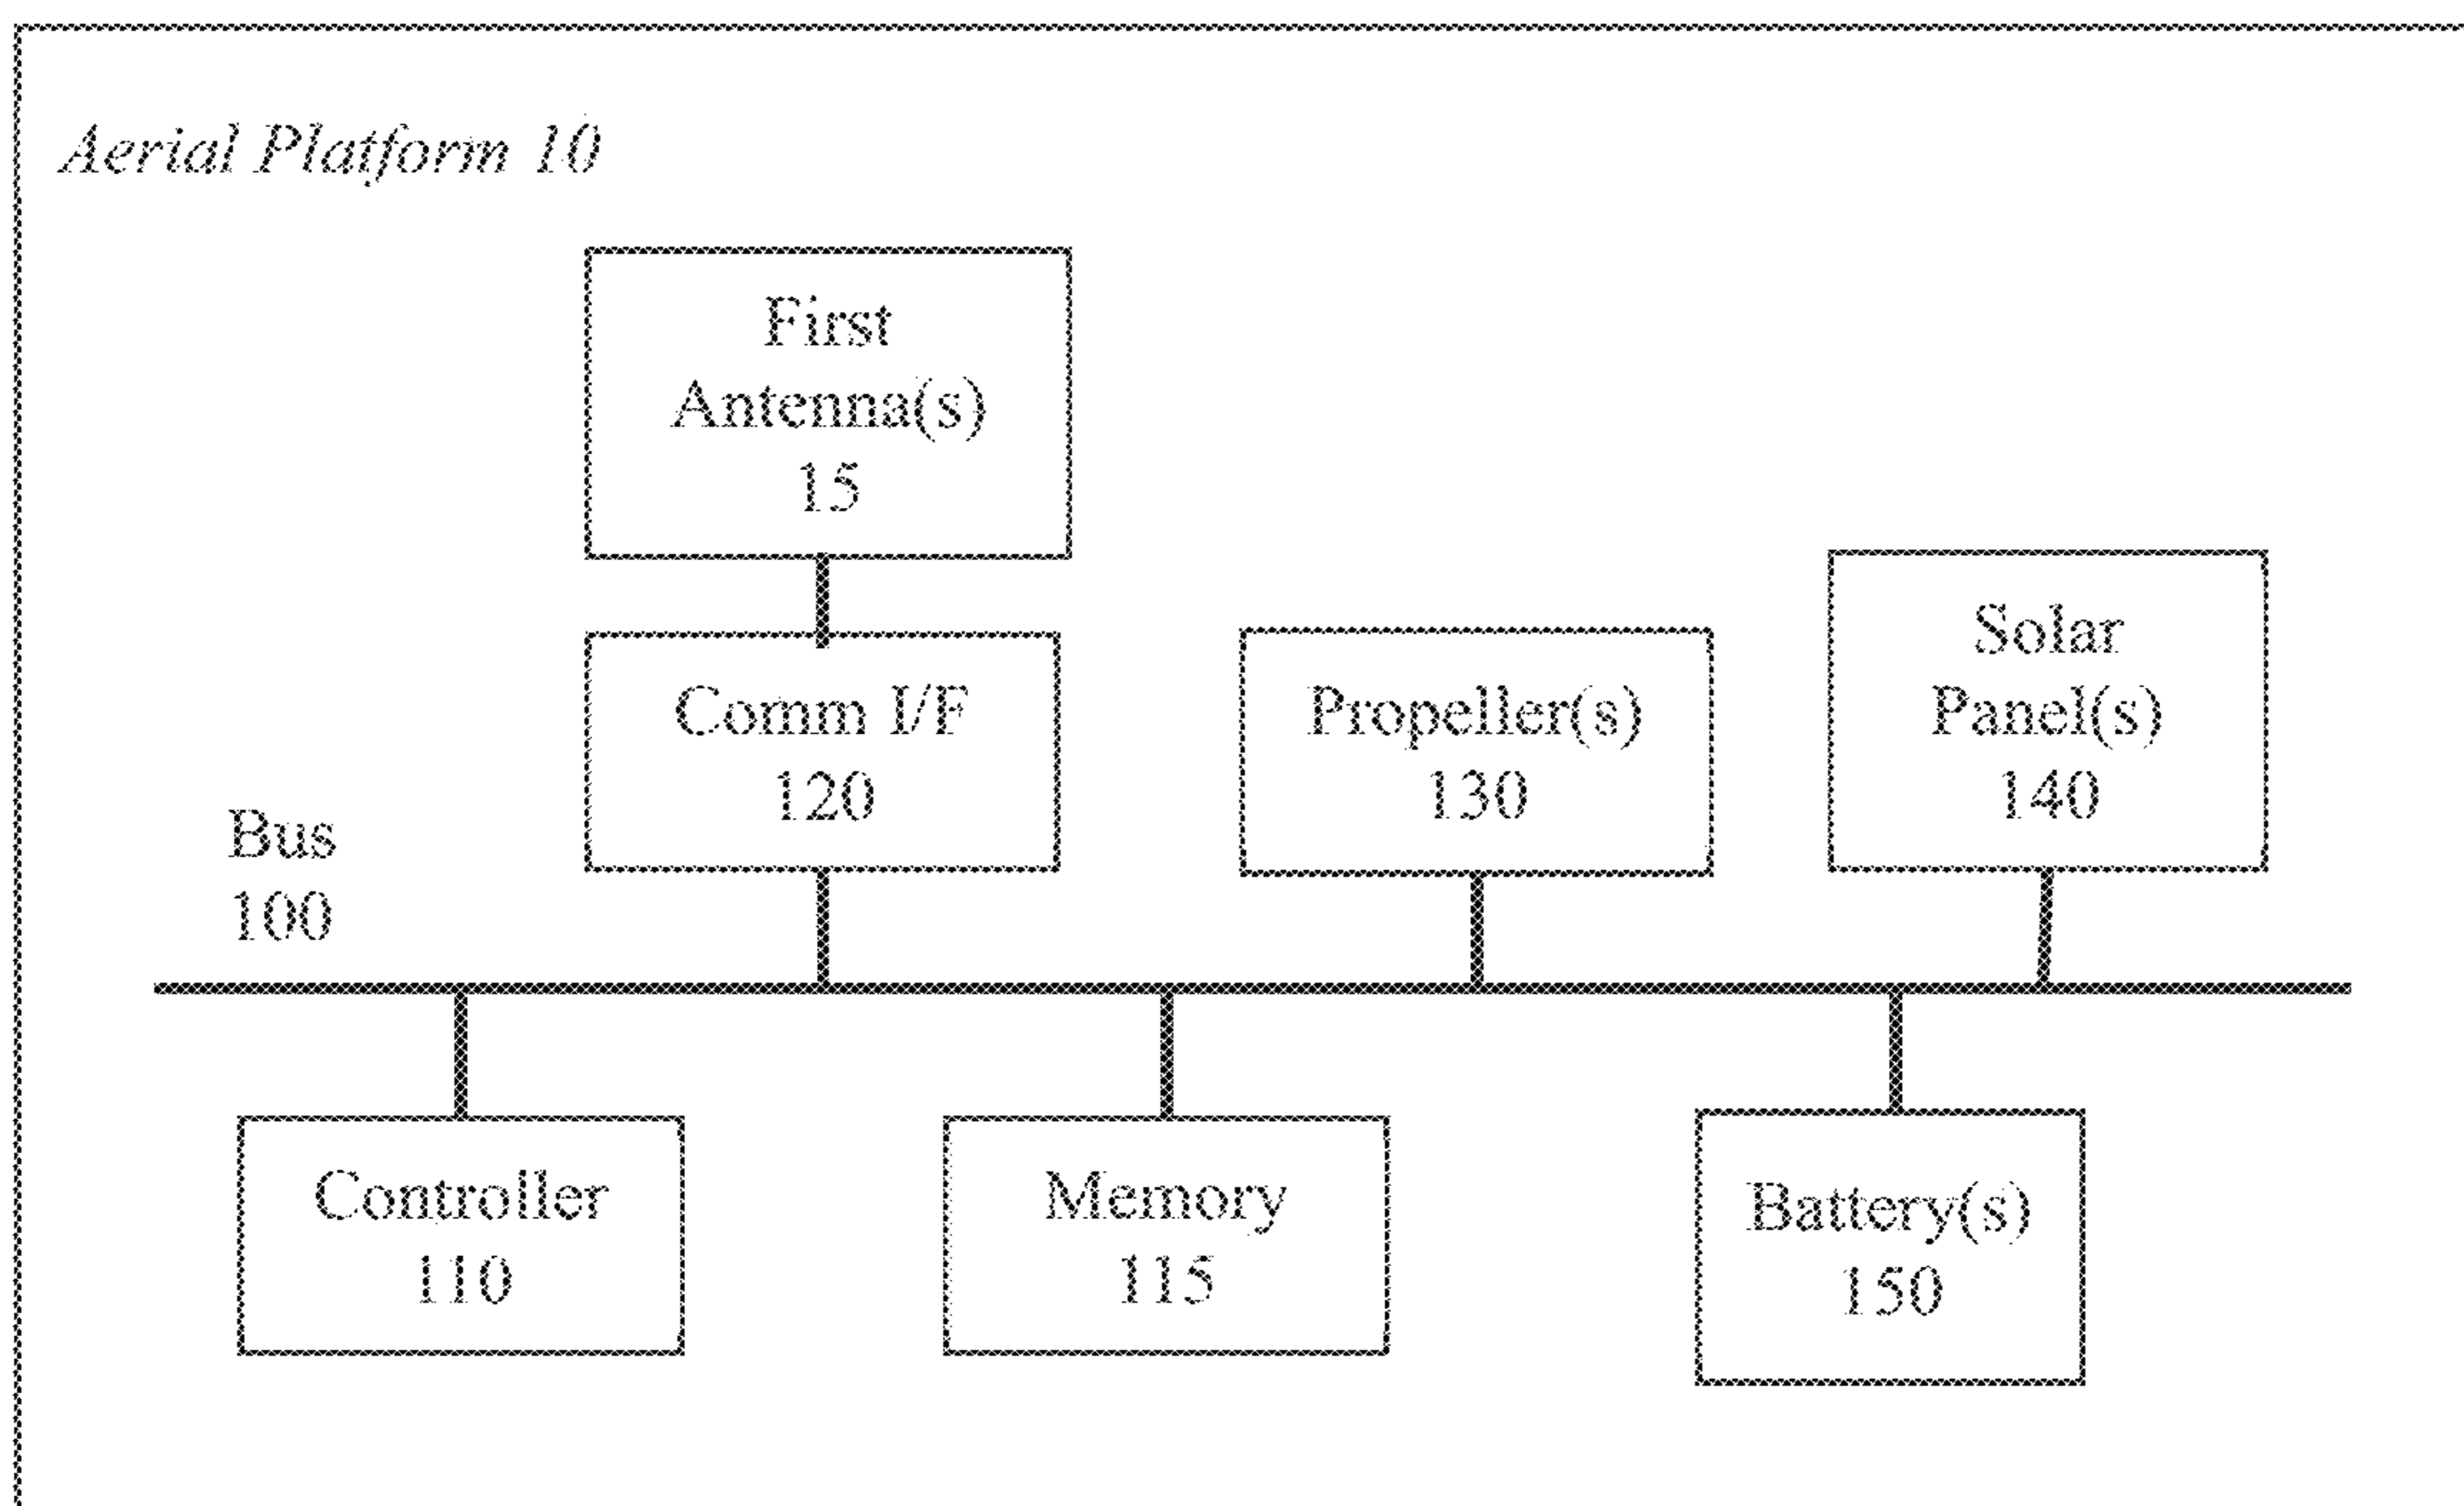 Aerial Platform 10
First
Antenna(s)
15
Comm I/F
120
Propeller(s)
130
Solar
Panel(s)
140
Bus
100
Controller
110
Memory
115
Battery(s)
150